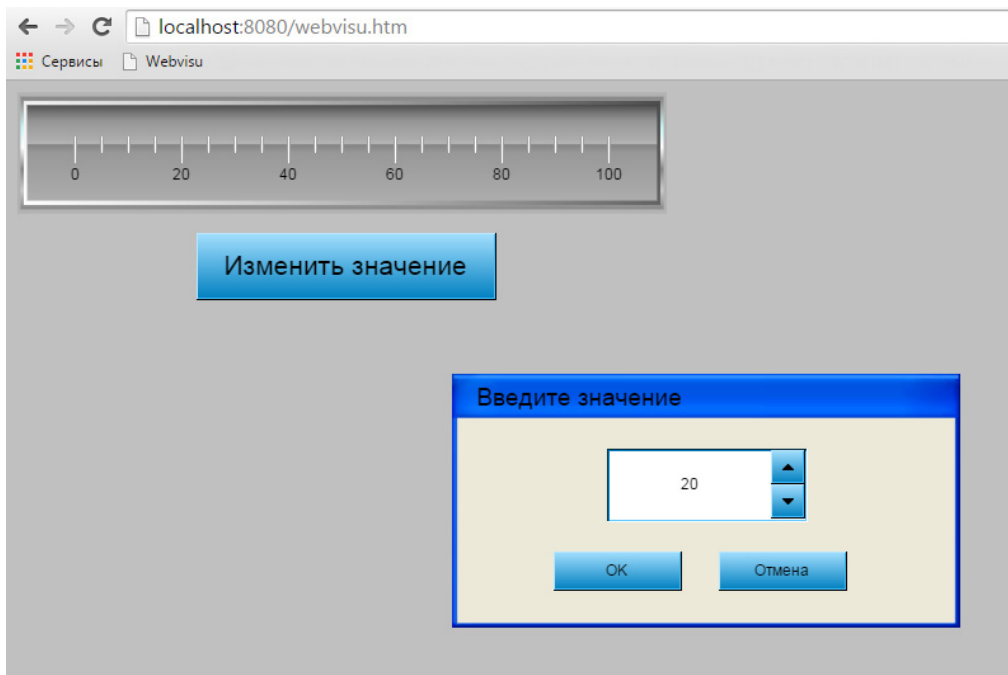 localhost:8080/webvisu.htm
Сервисы Webvisu
0 20 40 60 80 100
Изменить значение
Введите значение
20
OK Отмена